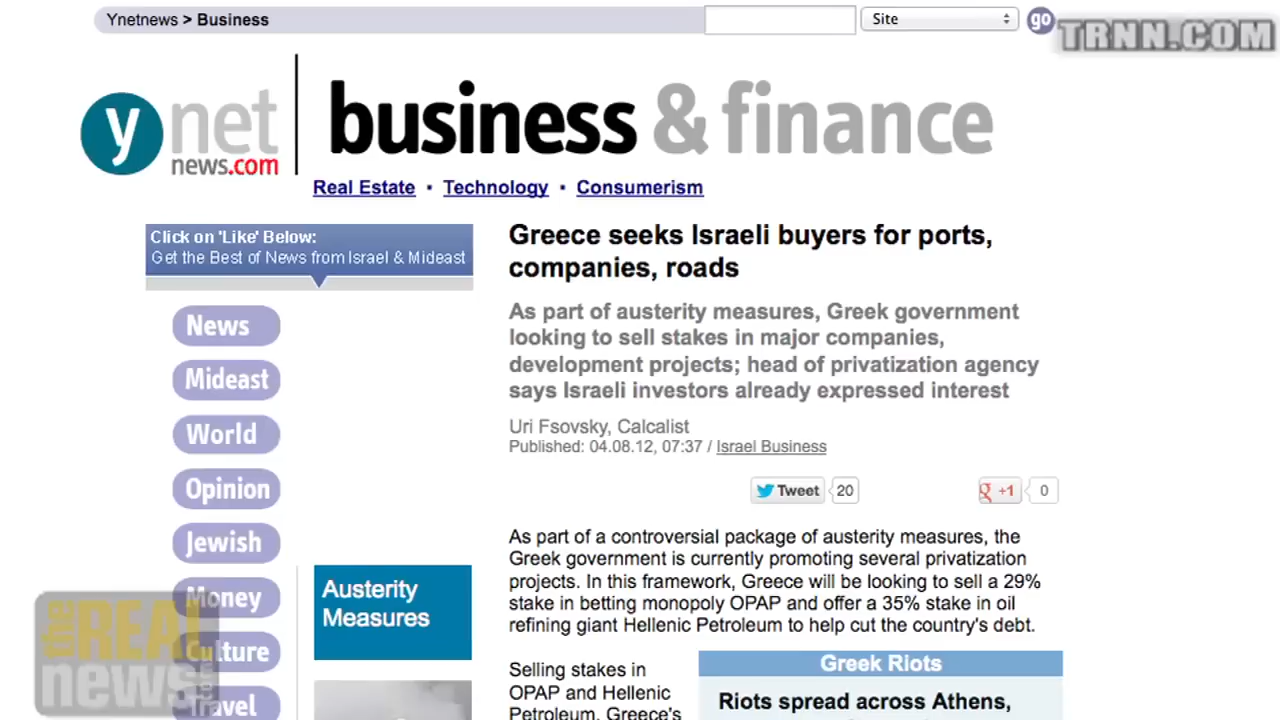 Ynetnews > Business
Site
go
TRNN.COM
ynet
news.com
business & finance
Real Estate · Technology · Consumerism
Click on 'Like' Below:
Get the Best of News from Israel & Mideast
News
Mideast
World
Opinion
Jewish
Money
Culture
Travel
Austerity
Measures
Greece seeks Israeli buyers for ports,
companies, roads
As part of austerity measures, Greek government
looking to sell stakes in major companies,
development projects; head of privatization agency
says Israeli investors already expressed interest
Uri Fsovsky, Calcalist
Published: 04.08.12, 07:37 / Israel Business
Tweet 20
g +1 0
As part of a controversial package of austerity measures, the
Greek government is currently promoting several privatization
projects. In this framework, Greece will be looking to sell a 29%
stake in betting monopoly OPAP and offer a 35% stake in oil
refining giant Hellenic Petroleum to help cut the country's debt.
Selling stakes in
OPAP and Hellenic
Petroleum, Greece's
Greek Riots
Riots spread across Athens,
the REAL
news.com